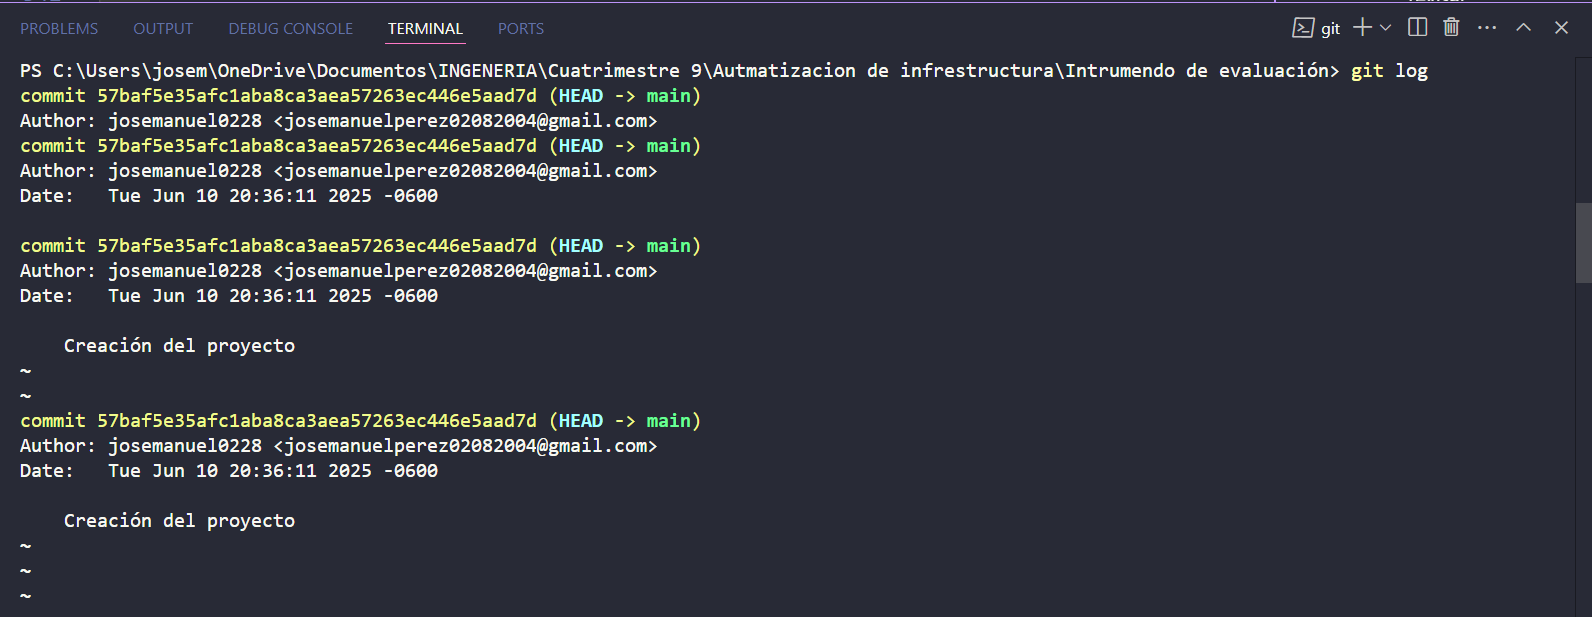 PROBLEMS OUTPUT DEBUG CONSOLE TERMINAL PORTS git
PS C:\Users\josem\OneDrive\Documentos\INGENERIA\Cuatrimestre 9\Autmatizacion de infrestructura\Intrumendo de evaluación> git log
commit 57baf5e35afc1aba8ca3aea57263ec446e5aad7d (HEAD -> main)
Author: josemanuel0228 <josemanuelperez02082004@gmail.com>
commit 57baf5e35afc1aba8ca3aea57263ec446e5aad7d (HEAD -> main)
Author: josemanuel0228 <josemanuelperez02082004@gmail.com>
Date:   Tue Jun 10 20:36:11 2025 -0600
commit 57baf5e35afc1aba8ca3aea57263ec446e5aad7d (HEAD -> main)
Author: josemanuel0228 <josemanuelperez02082004@gmail.com>
Date:   Tue Jun 10 20:36:11 2025 -0600
Creación del proyecto
~
~
commit 57baf5e35afc1aba8ca3aea57263ec446e5aad7d (HEAD -> main)
Author: josemanuel0228 <josemanuelperez02082004@gmail.com>
Date:   Tue Jun 10 20:36:11 2025 -0600
Creación del proyecto
~
~
~